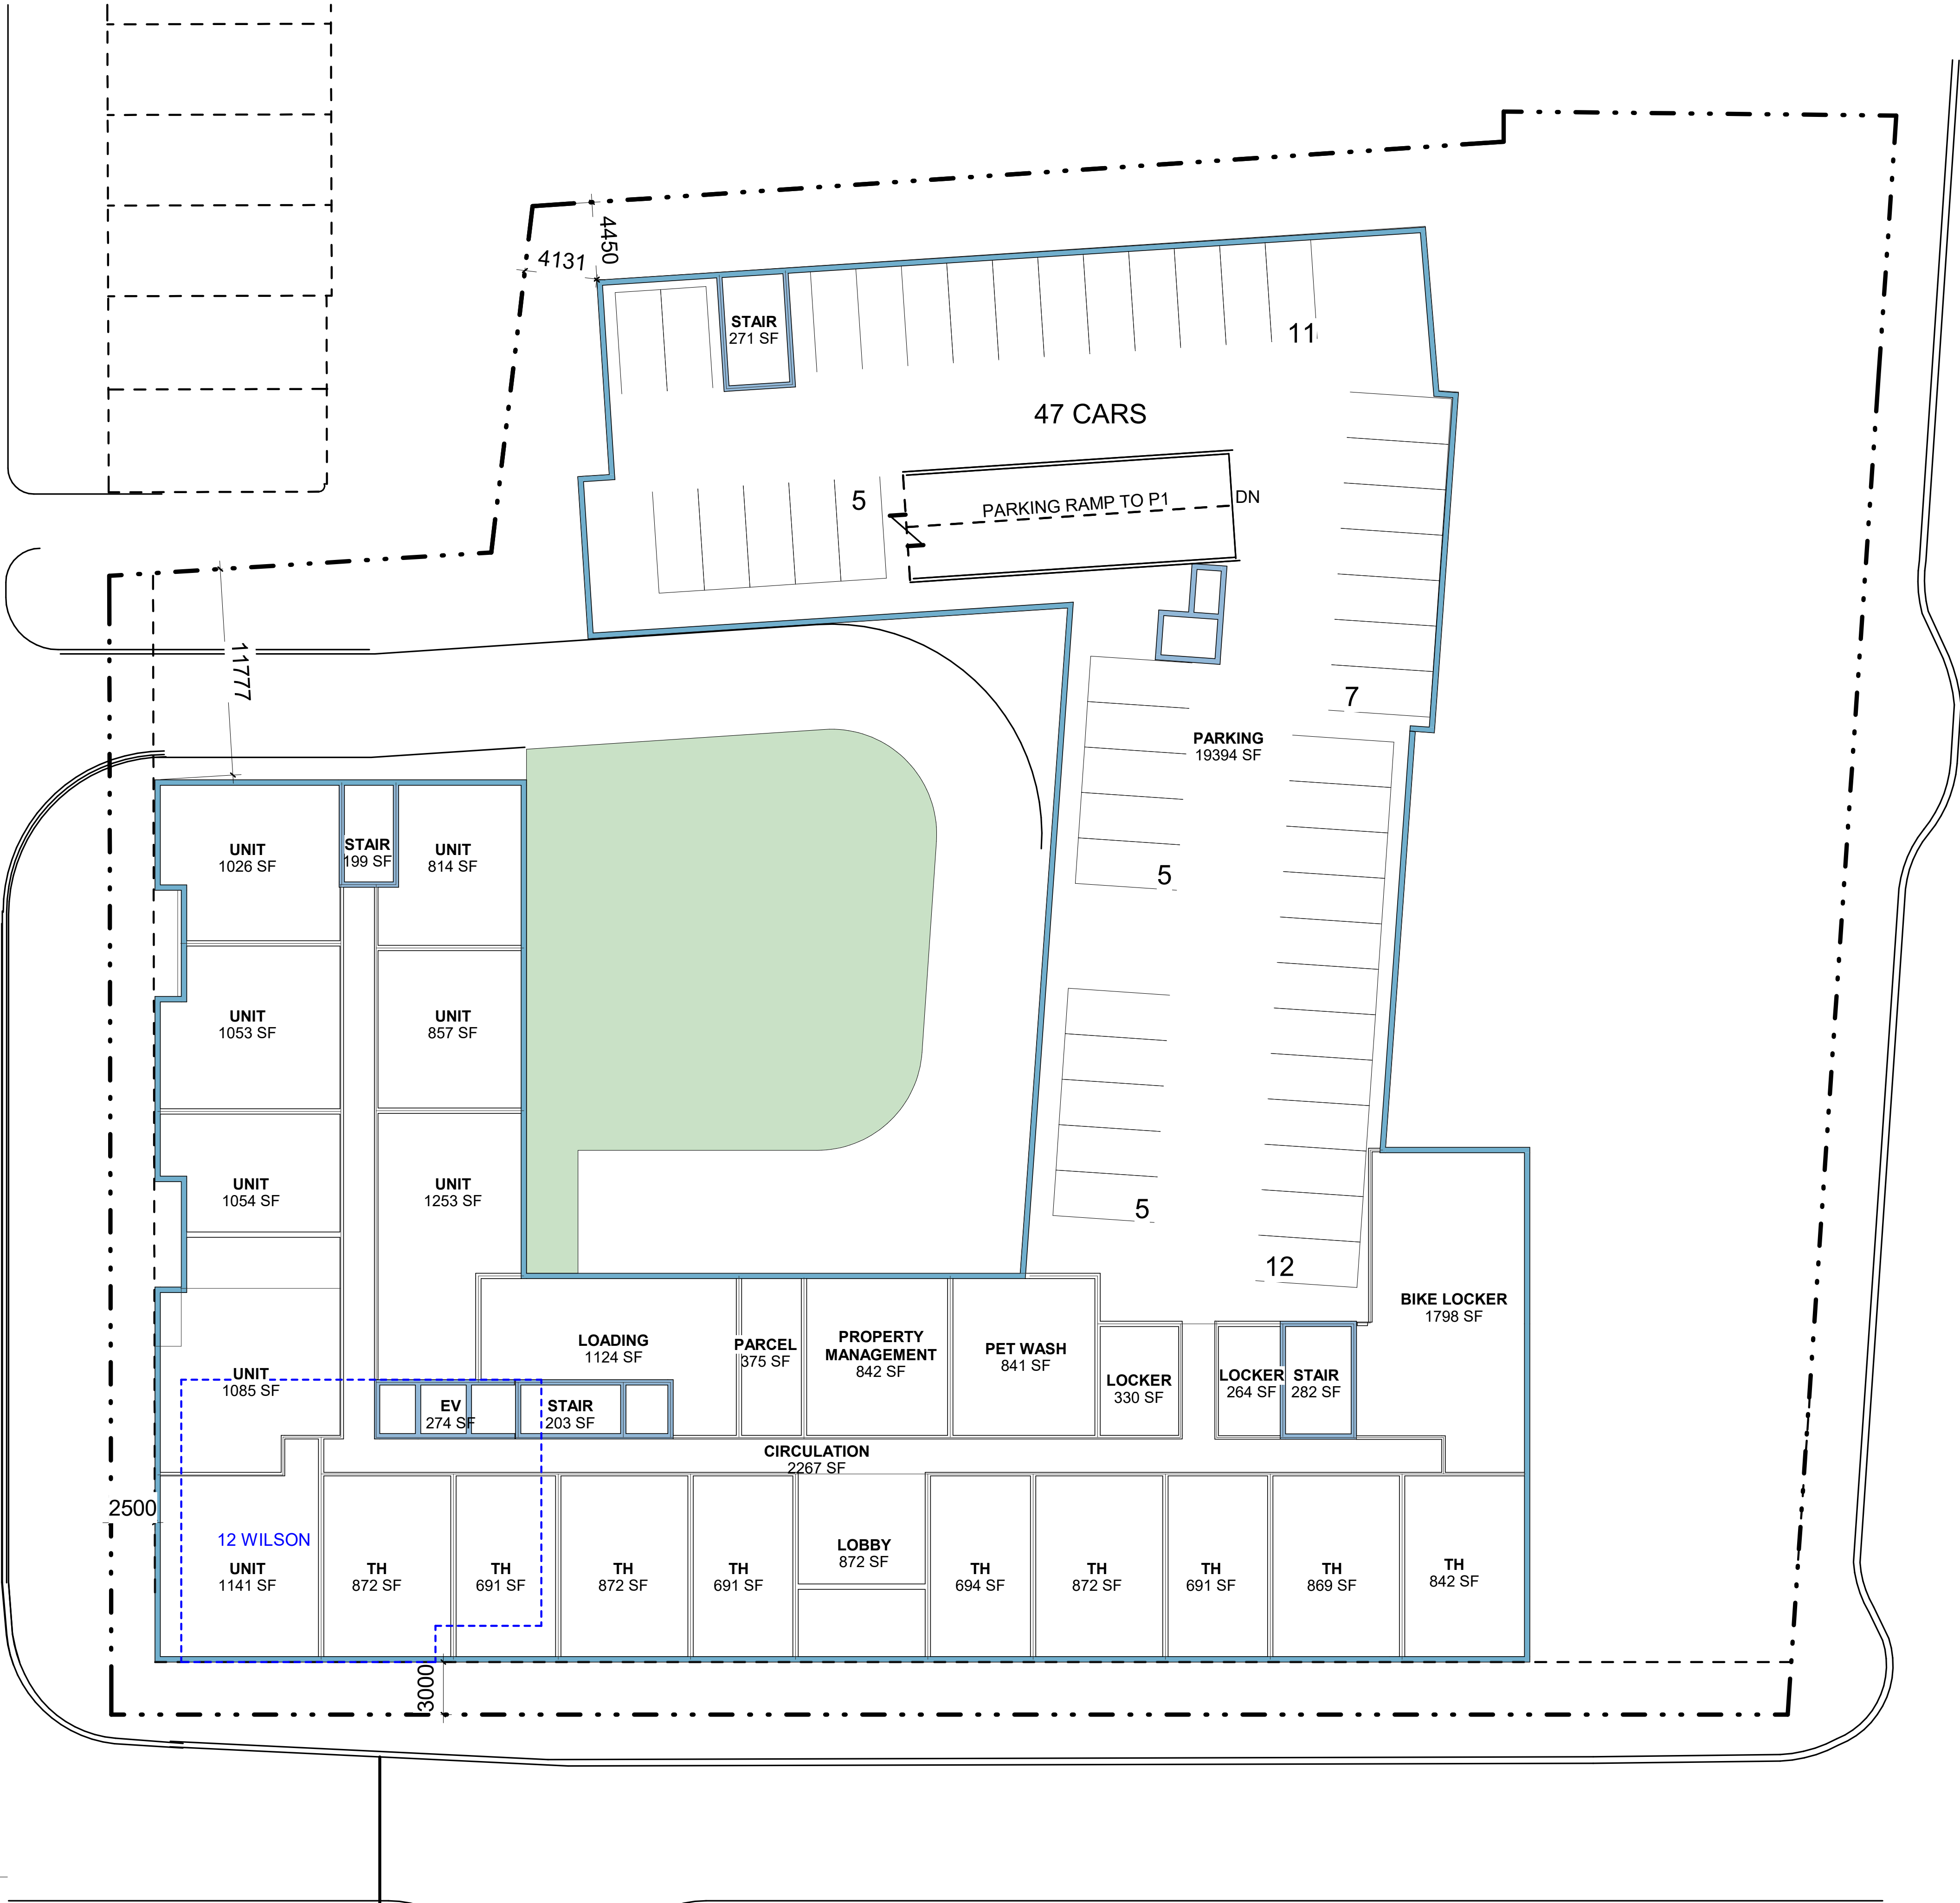 4450
4131
STAIR
271 SF
11
47 CARS
5
PARKING RAMP TO P1
DN
11777
7
PARKING
19394 SF
UNIT
1026 SF
STAIR
199 SF
UNIT
814 SF
5
UNIT
1053 SF
UNIT
857 SF
UNIT
1054 SF
UNIT
1253 SF
5
12
BIKE LOCKER
1798 SF
LOADING
1124 SF
PARCEL
375 SF
PROPERTY
MANAGEMENT
842 SF
PET WASH
841 SF
UNIT
1085 SF
LOCKER
330 SF
LOCKER
264 SF
STAIR
282 SF
EV
274 SF
STAIR
203 SF
CIRCULATION
2267 SF
2500
12 WILSON
UNIT
1141 SF
TH
872 SF
TH
691 SF
TH
872 SF
TH
691 SF
LOBBY
872 SF
TH
694 SF
TH
872 SF
TH
691 SF
TH
869 SF
TH
842 SF
3000